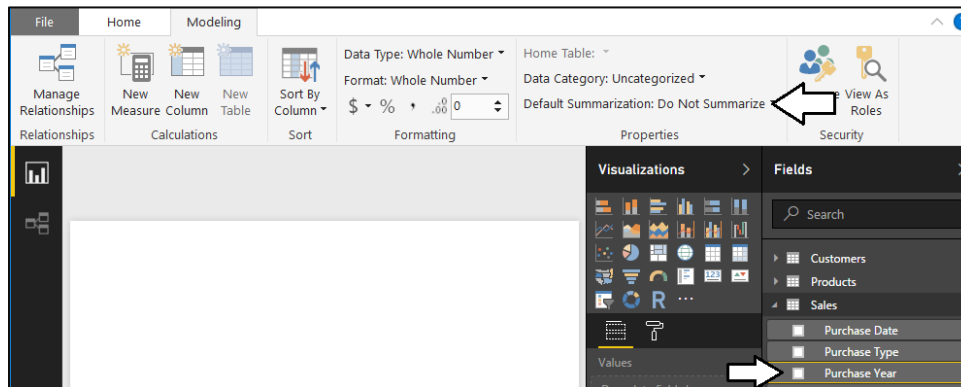 File Home Modeling
Manage Relationships
New Measure
New Column
New Table
Sort By Column
Data Type: Whole Number
Format: Whole Number
$ % , .00 0
Home Table:
Data Category: Uncategorized
Default Summarization: Do Not Summarize
View As Roles
Relationships Calculations Sort Formatting Properties Security
Visualizations
Fields
Search
Customers
Products
Sales
123
R ...
Purchase Date
Purchase Type
Values
Purchase Year